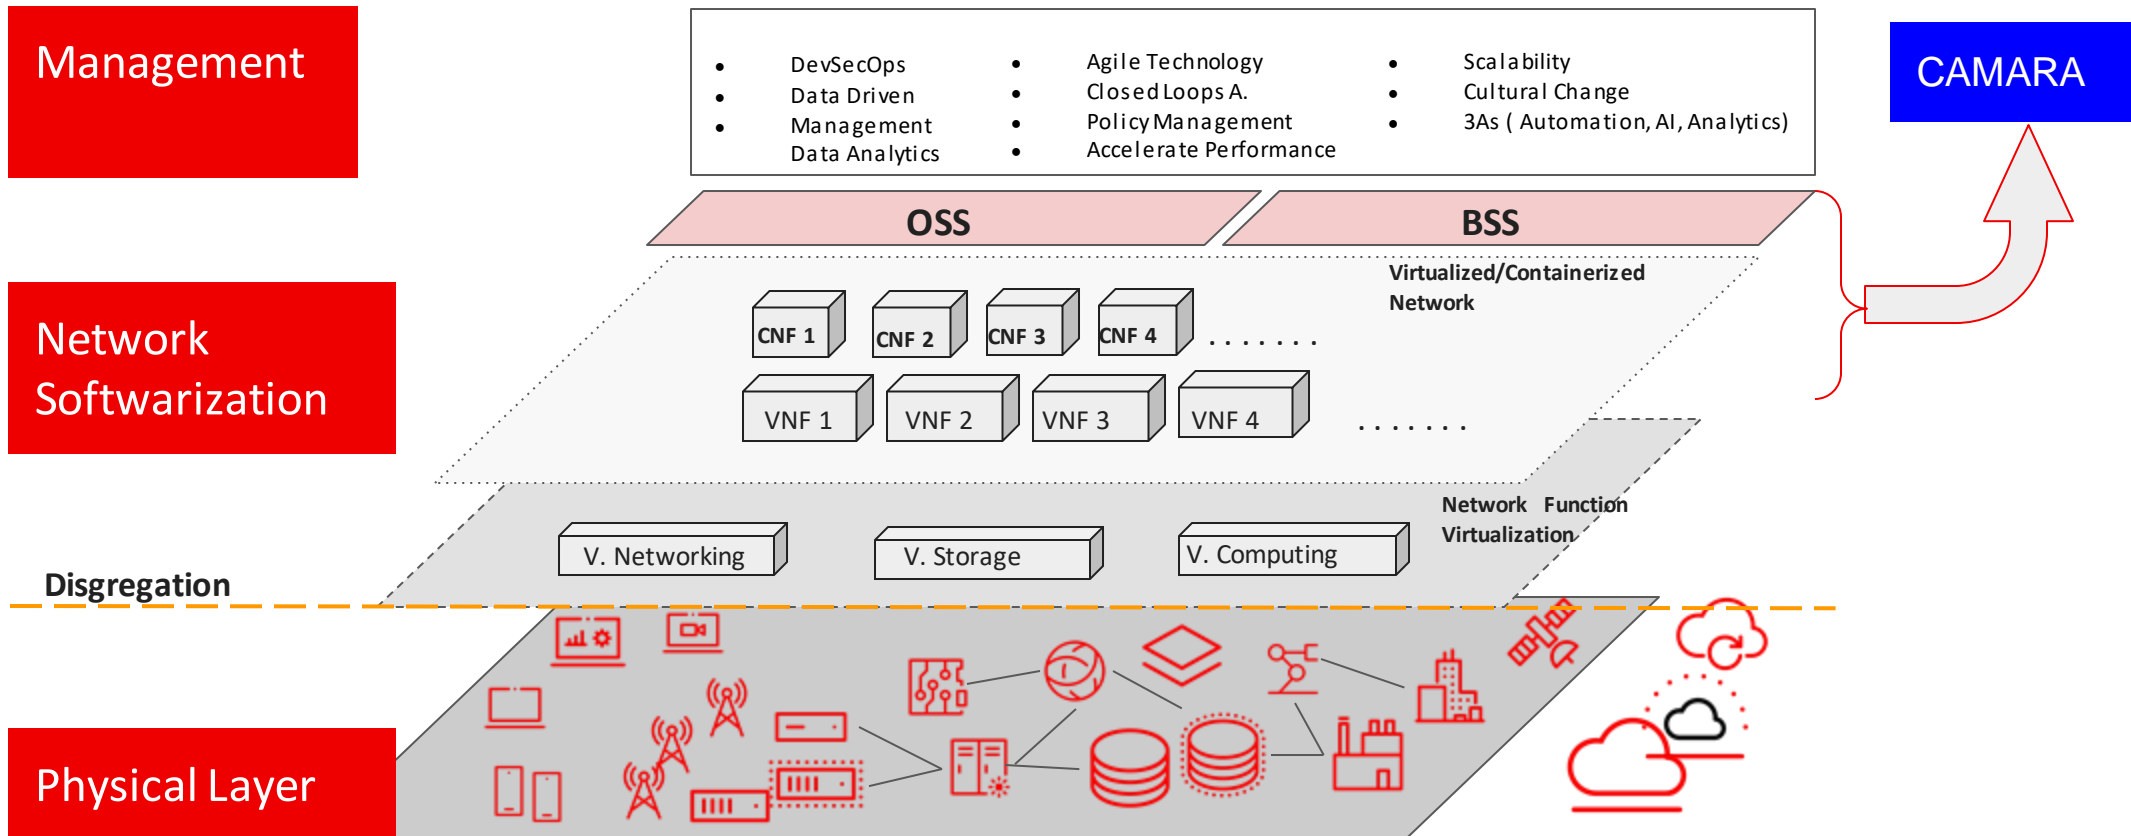 Management
DevSecOps
Data Driven
Management
Data Analytics
Agile Technology
Closed Loops A.
Policy Management
Accelerate Performance
Scalability
Cultural Change
3As ( Automation, AI, Analytics)
CAMARA
OSS
BSS
Virtualized/Containerized
Network
CNF 1
CNF 2
CNF 3
CNF 4
. . . . . . .
Network
Softwarization
VNF 1
VNF 2
VNF 3
VNF 4
. . . . . . .
Network Function
Virtualization
V. Networking
V. Storage
V. Computing
Disgregation
Physical Layer